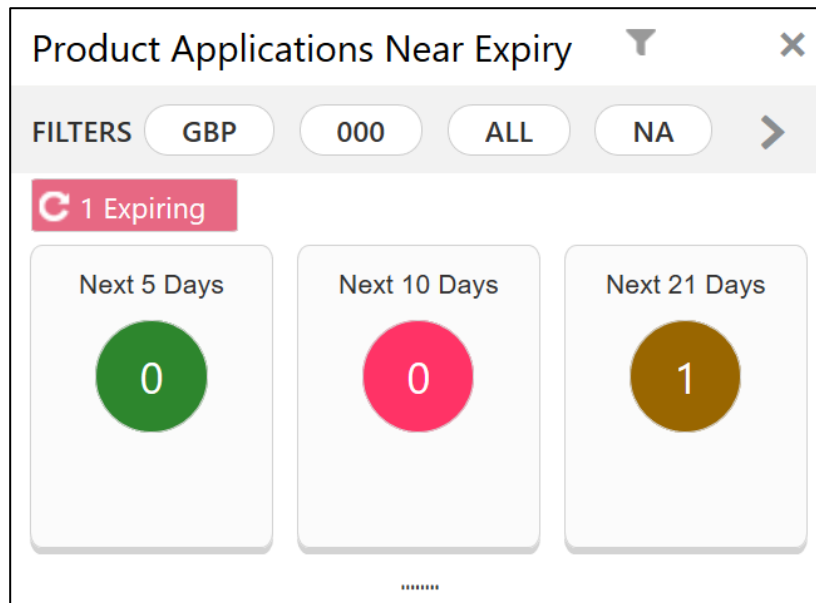 Product Applications Near Expiry
FILTERS GBP 000 ALL NA
1 Expiring
Next 5 Days Next 10 Days Next 21 Days
0 0 1